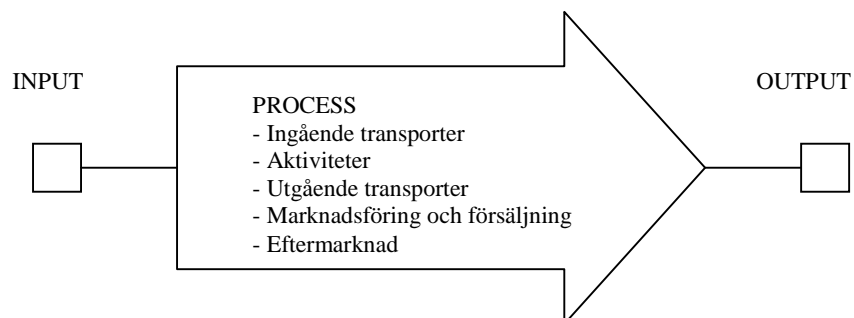 INPUT
OUTPUT
PROCESS
- Ingående transporter
- Aktiviteter
- Utgående transporter
- Marknadsföring och försäljning
- Eftermarknad